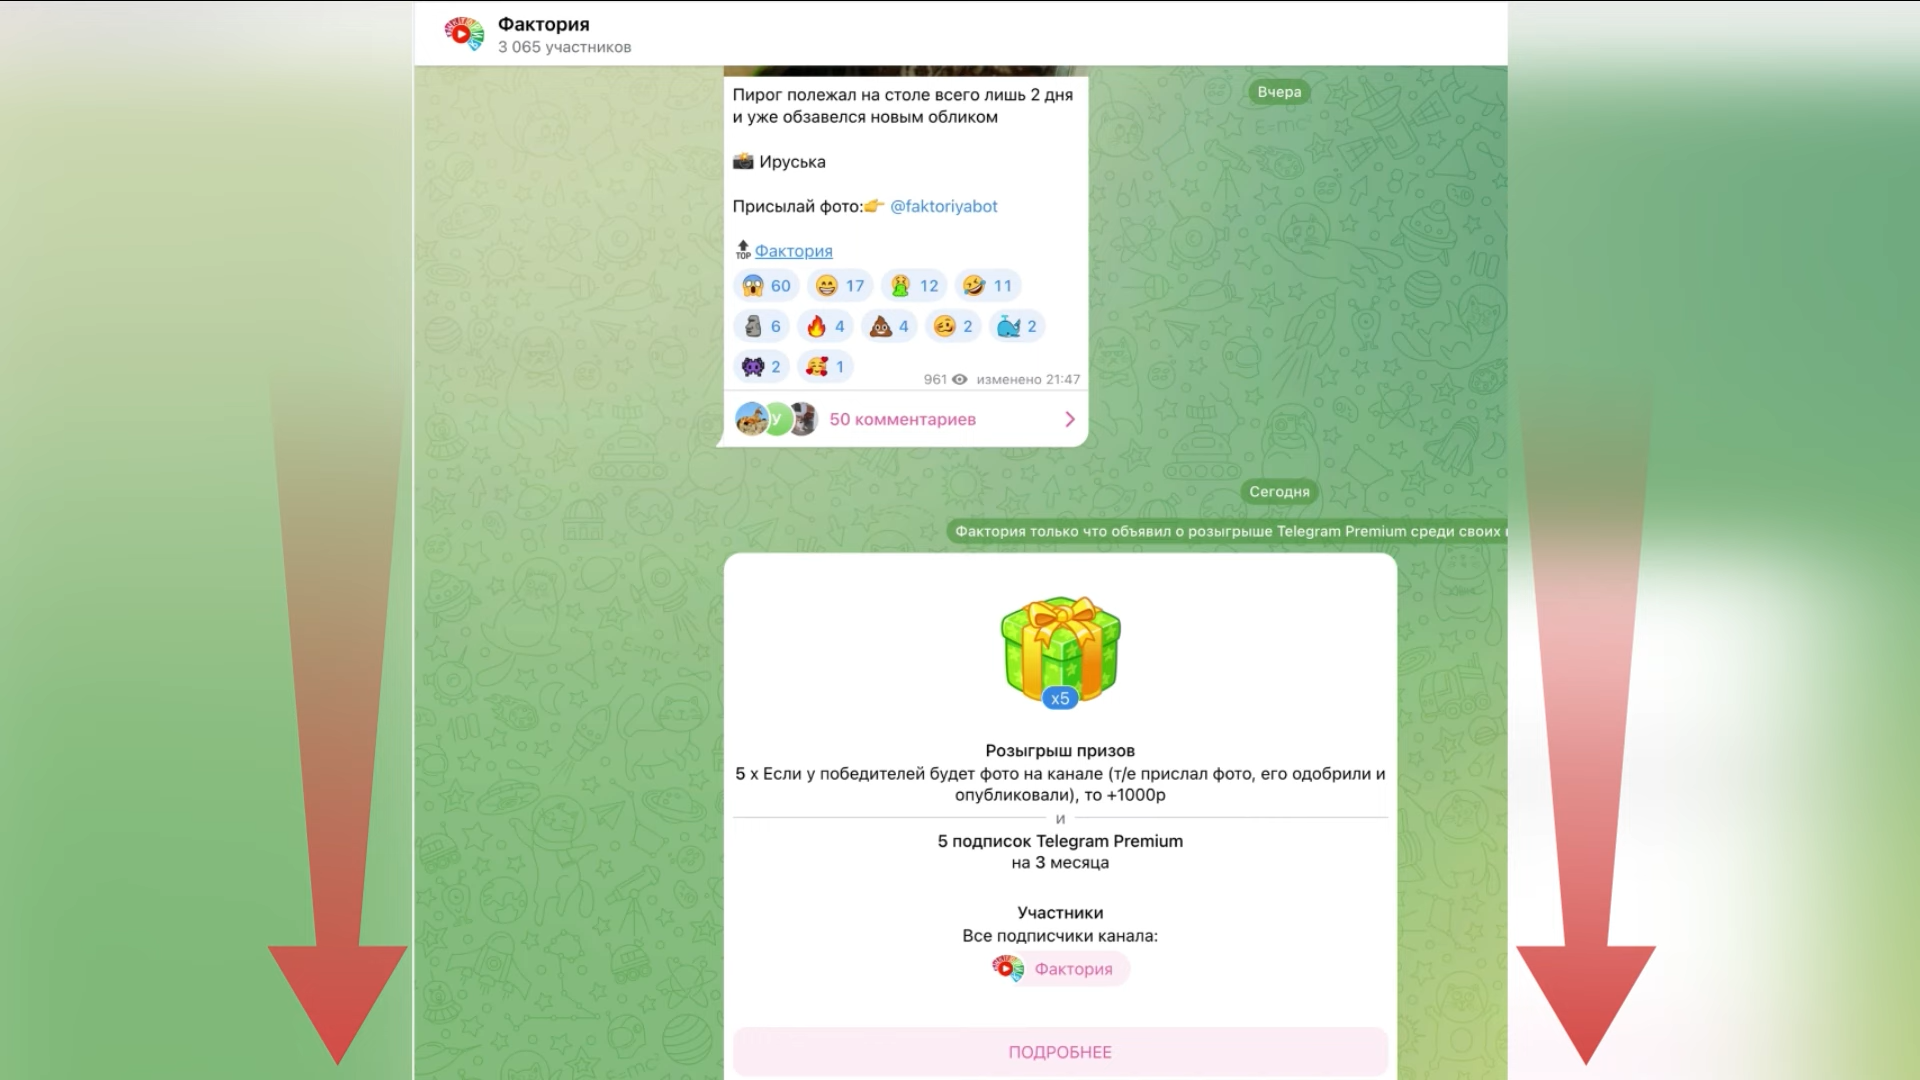 Фактория
3 065 участников
Вчера
Пирог полежал на столе всего лишь 2 дня
и уже обзавелся новым обликом
📸 Ируська
Присылай фото:👉 @faktoriyabot
🔝 Фактория
😱 60 😁 17 🤮 12 🤣 11
🗿 6 🔥 4 💩 4 🥴 2 🐳 2
👾 2 🥰 1
961 изменено 21:47
У
50 комментариев
Сегодня
Фактория только что объявил о розыгрыше Telegram Premium среди своих
x5
Розыгрыш призов
5 x Если у победителей будет фото на канале (т/е прислал фото, его одобрили и
опубликовали), то +1000р
и
5 подписок Telegram Premium
на 3 месяца
Участники
Все подписчики канала:
Фактория
ПОДРОБНЕЕ